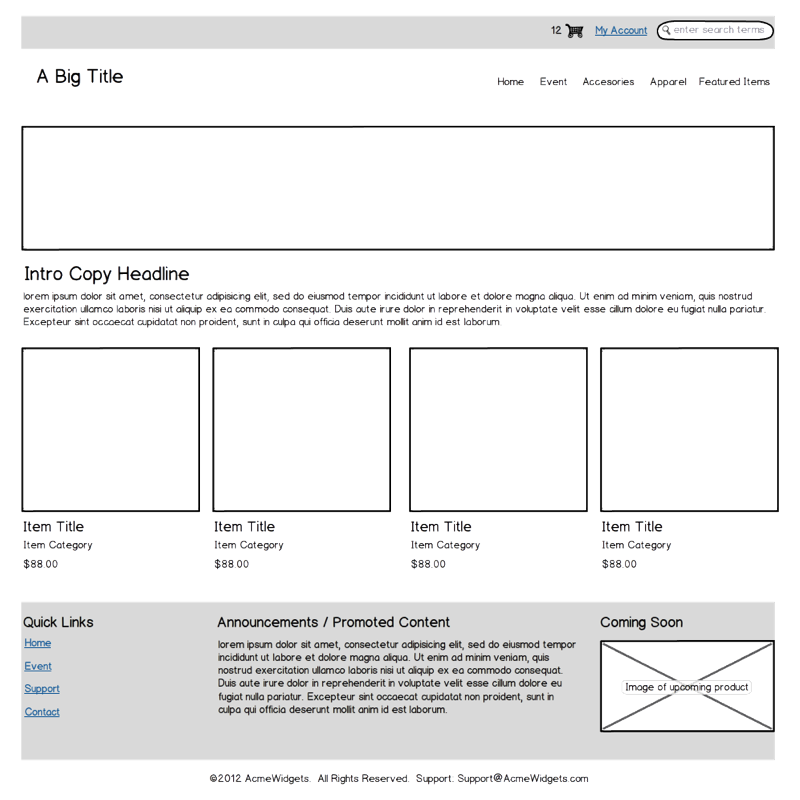 12 My Account enter search terms
A Big Title
Home Event Accesories Apparel Featured Items
Intro Copy Headline
lorem ipsum dolor sit amet, consectetur adipisicing elit, sed do eiusmod tempor incididunt ut labore et dolore magna aliqua. Ut enim ad minim veniam, quis nostrud
exercitation ullamco laboris nisi ut aliquip ex ea commodo consequat. Duis aute irure dolor in reprehenderit in voluptate velit esse cillum dolore eu fugiat nulla pariatur.
Excepteur sint occaecat cupidatat non proident, sunt in culpa qui officia deserunt mollit anim id est laborum
Item Title
Item Category
$88.00
Item Title
Item Category
$88.00
Item Title
Item Category
$88.00
Item Title
Item Category
$88.00
Quick Links
Home
Event
Support
Contact
Announcements / Promoted Content
lorem ipsum dolor sit amet, consectetur adipisicing elit, sed do eiusmod tempor
incididunt ut labore et dolore magna aliqua. Ut enim ad minim veniam, quis
nostrud exercitation ullamco laboris nisi ut aliquip ex ea commodo consequat.
Duis aute irure dolor in reprehenderit in voluptate velit esse cillum dolore eu
fugiat nulla pariatur. Excepteur sint occaecat cupidatat non proident, sunt in
culpa qui officia deserunt mollit anim id est laborum.
Coming Soon
Image of upcoming product
©2012 AcmeWidgets. All Rights Reserved. Support. Support@AcmeWidgets.com